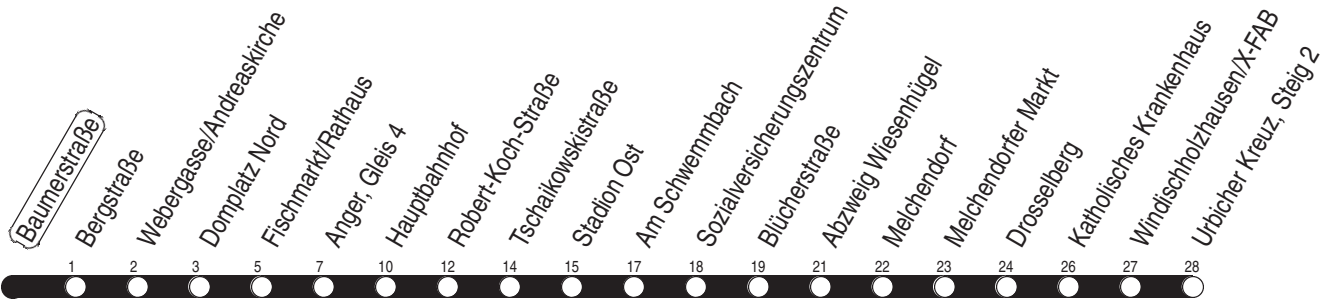 Baumerstraße
Bergstraße
Webergasse/Andreaskirche
Domplatz Nord
Fischmarkt/Rathaus
Anger, Gleis 4
Hauptbahnhof
Robert-Koch-Straße
Tschaikowskistraße
Stadion Ost
Am Schwemmbach
Sozialversicherungszentrum
Blücherstraße
Abzweig Wiesenhügel
Melchendorf
Melchendorfer Markt
Drosselberg
Katholisches Krankenhaus
Windischholzhausen/X-FAB
Urbicher Kreuz, Steig 2
1 2 3 5 7 10 12 14 15 17 18 19 21 22 23 24 26 27 28